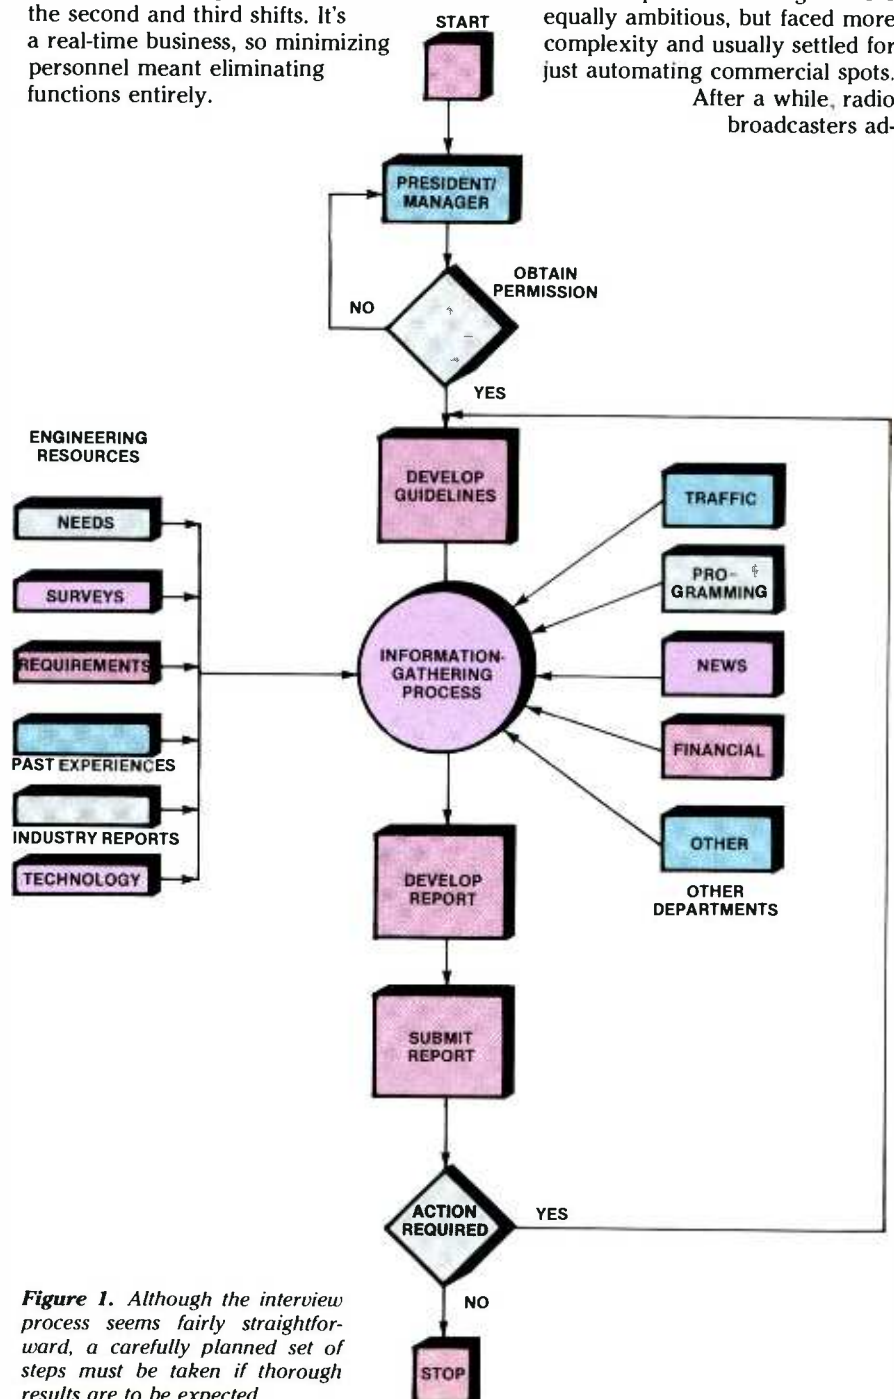 the second and third shifts. It's
a real-time business, so minimizing
personnel meant eliminating
functions entirely.
equally ambitious, but faced more
complexity and usually settled for
just automating commercial spots.
After a while, radio
broadcasters ad-
START
PRESIDENT/
MANAGER
OBTAIN
PERMISSION
NO
YES
ENGINEERING
RESOURCES
NEEDS
SURVEYS
REQUIREMENTS
PAST EXPERIENCES
INDUSTRY REPORTS
TECHNOLOGY
DEVELOP
GUIDELINES
INFORMATION-
GATHERING
PROCESS
TRAFFIC
PRO-
GRAMMING
NEWS
FINANCIAL
OTHER
OTHER
DEPARTMENTS
DEVELOP
REPORT
SUBMIT
REPORT
ACTION
REQUIRED
YES
NO
STOP
Figure 1. Although the interview
process seems fairly straightfor-
ward, a carefully planned set of
steps must be taken if thorough
results are to be expected